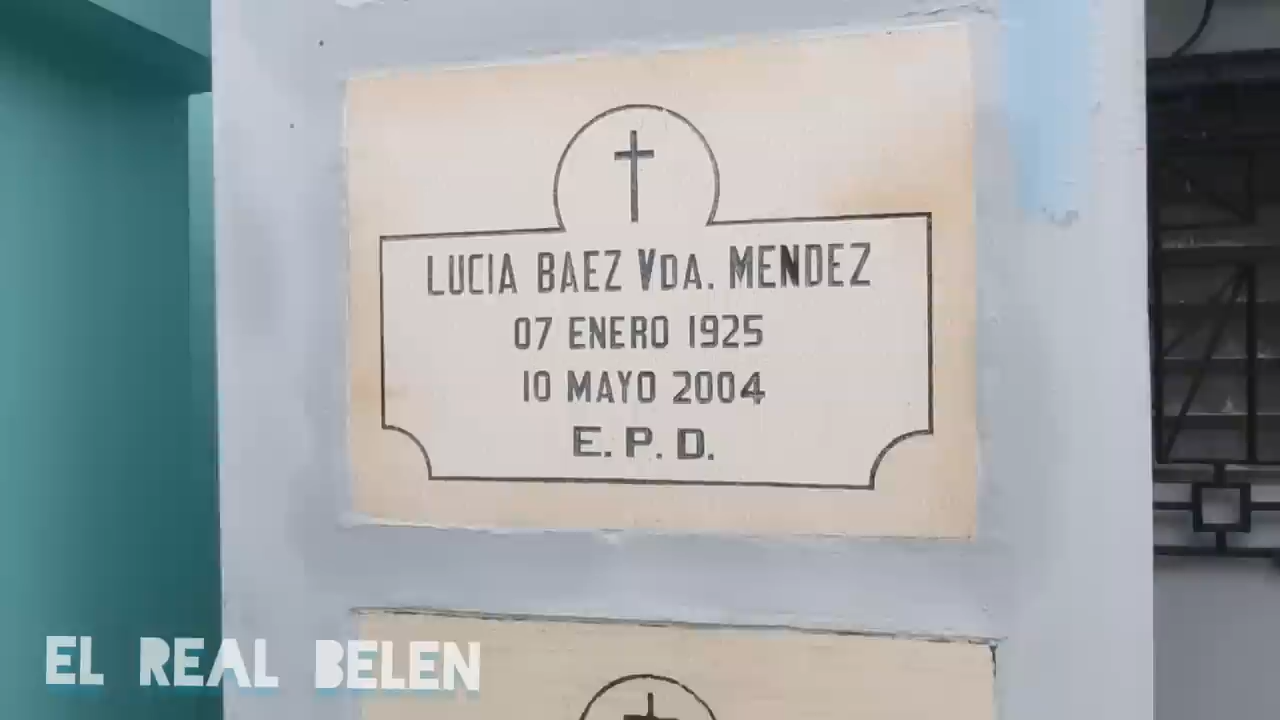 LUCIA BAEZ VDA. MENDEZ
07 ENERO 1925
10 MAYO 2004
E. P. D.
EL REAL BELEN